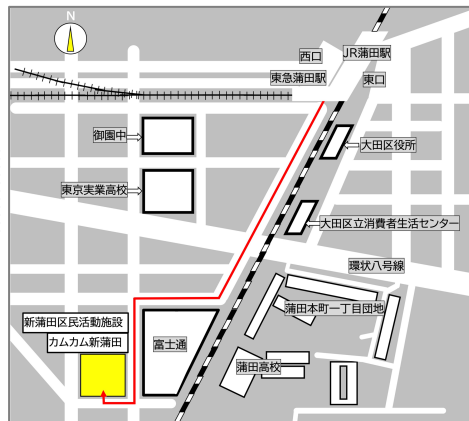 N
西口
JR蒲田駅
東急蒲田駅
東口
御園中
大田区役所
東京実業高校
大田区立消費者生活センター
環状八号線
蒲田本町一丁目団地
新蒲田区民活動施設
カムカム新蒲田
富士通
蒲田高校